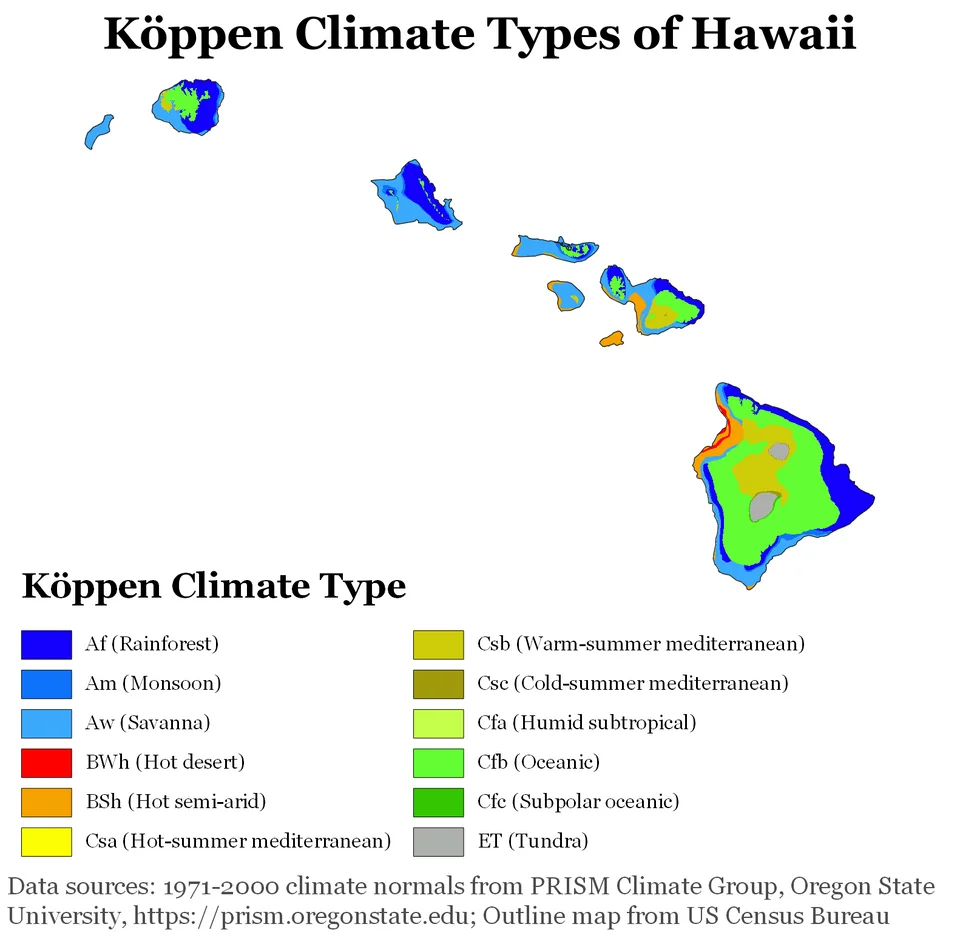 Köppen Climate Types of Hawaii
Köppen Climate Type
Af (Rainforest)
Am (Monsoon)
Aw (Savanna)
BWh (Hot desert)
BSh (Hot semi-arid)
Csa (Hot-summer mediterranean)
Csb (Warm-summer mediterranean)
Csc (Cold-summer mediterranean)
Cfa (Humid subtropical)
Cfb (Oceanic)
Cfc (Subpolar oceanic)
ET (Tundra)
Data sources: 1971-2000 climate normals from PRISM Climate Group, Oregon State
University, https://prism.oregonstate.edu; Outline map from US Census Bureau